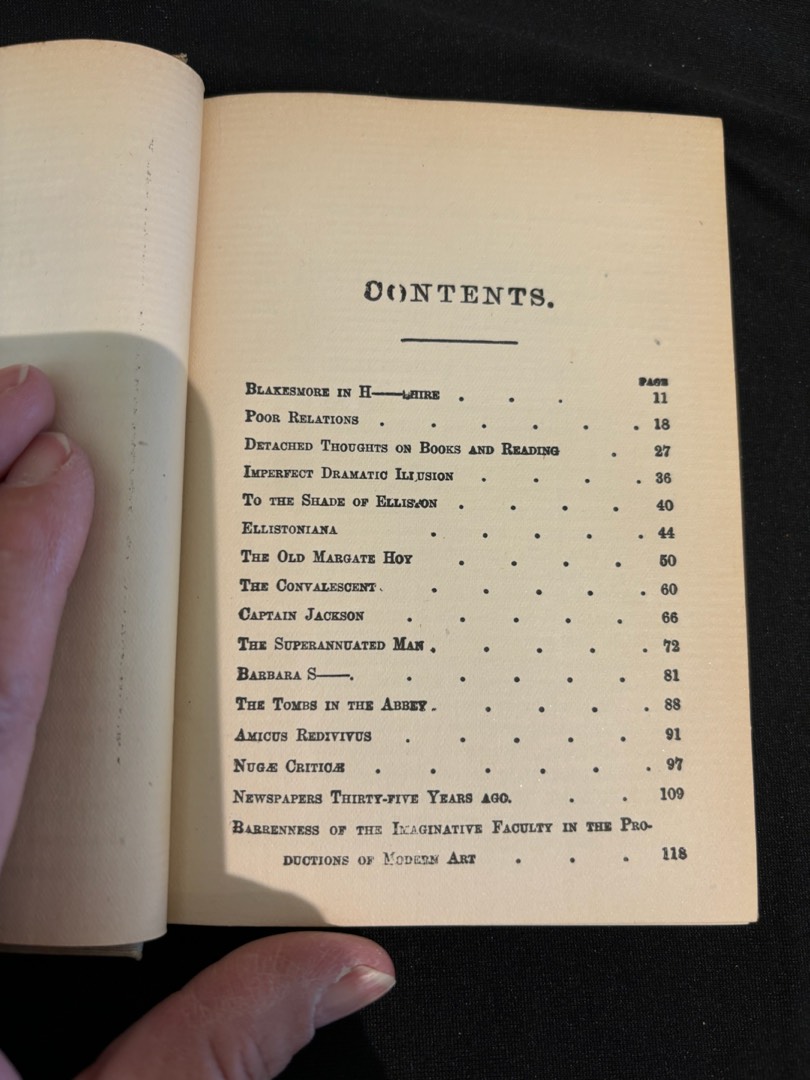 CONTENTS.
PAGE
BLAKESMORE IN H——SHIRE . . . 11
POOR RELATIONS . . . . . . 18
DETACHED THOUGHTS ON BOOKS AND READING . 27
IMPERFECT DRAMATIC ILLUSION . . . . 36
TO THE SHADE OF ELLISTON . . . . 40
ELLISTONIANA . . . . . 44
THE OLD MARGATE HOY . . . . 50
THE CONVALESCENT . . . . . . 60
CAPTAIN JACKSON . . . . . 66
THE SUPERANNUATED MAN . . . . . 72
BARBARA S——. . . . . . 81
THE TOMBS IN THE ABBEY . . . . . 88
AMICUS REDIVIVUS . . . . . 91
NUGÆ CRITICÆ . . . . . . 97
NEWSPAPERS THIRTY-FIVE YEARS AGO. . . 109
BARRENNESS OF THE IMAGINATIVE FACULTY IN THE PRO-
DUCTIONS OF MODERN ART . . . 118